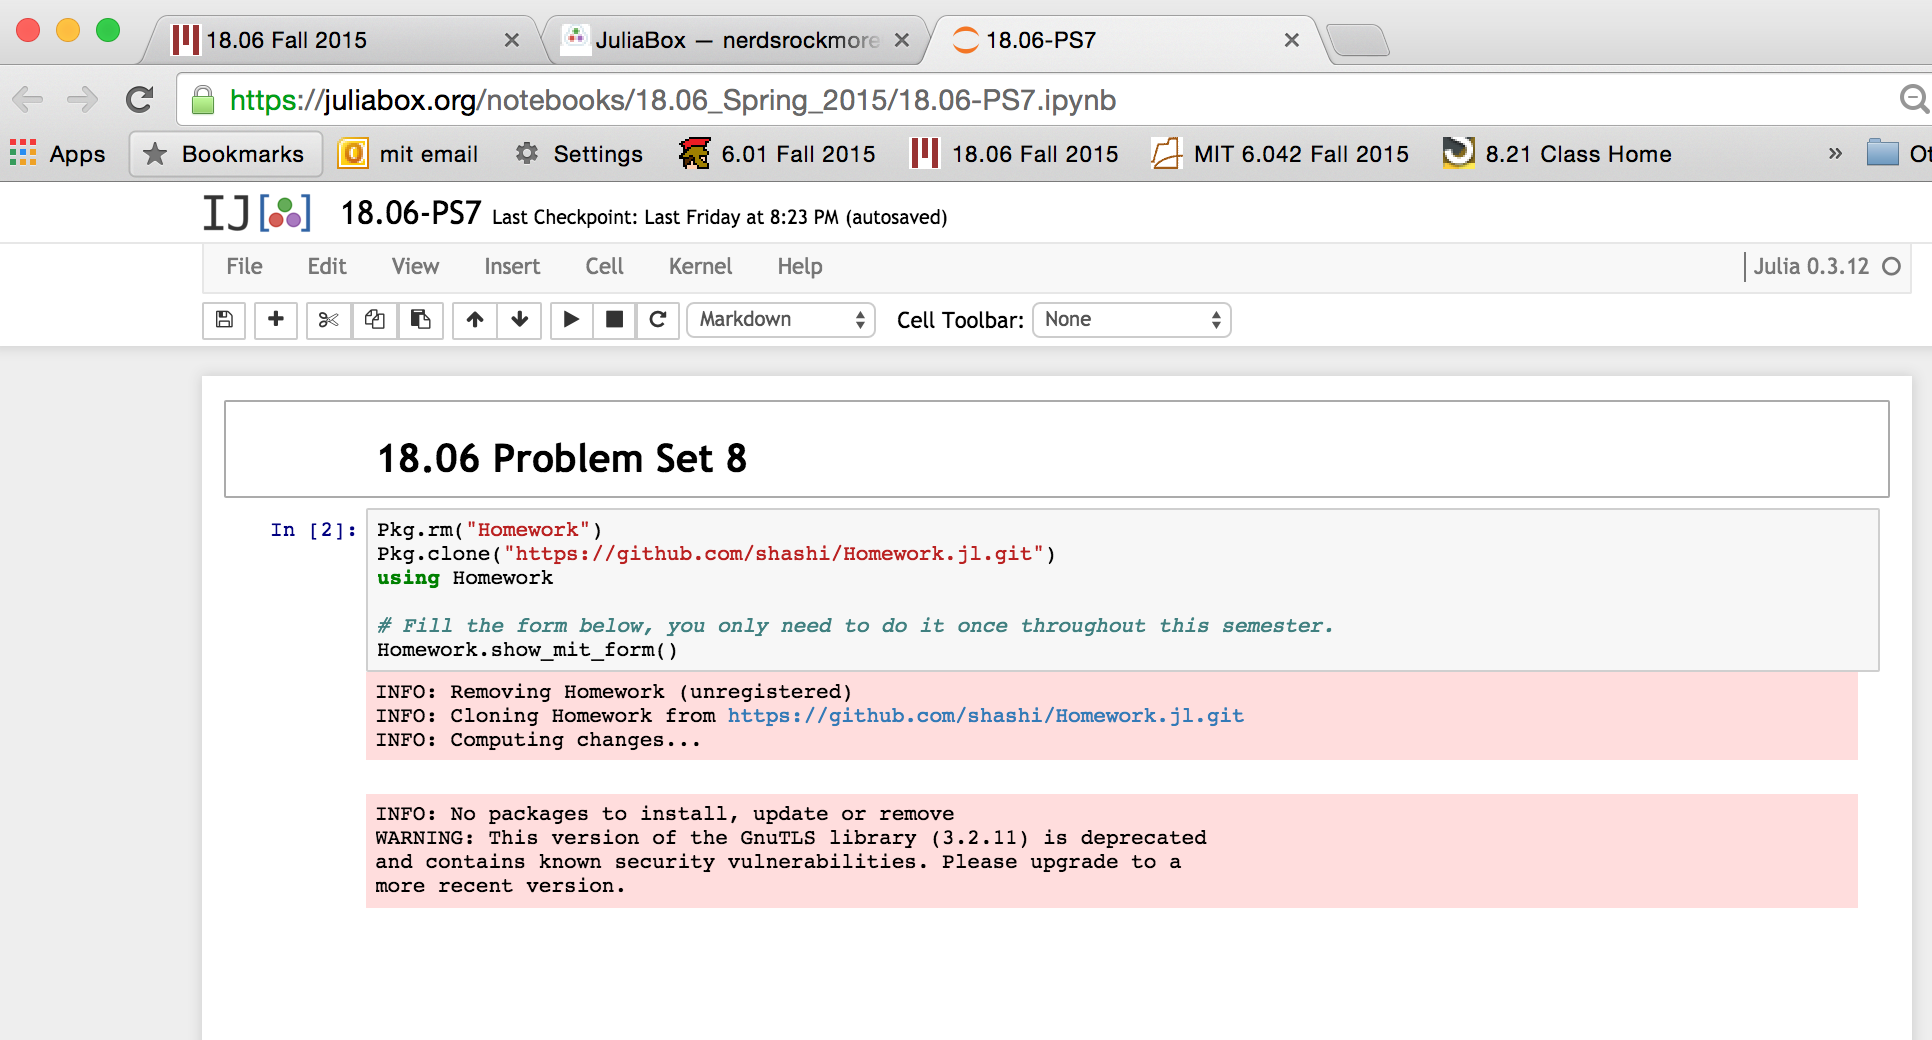 18.06 Fall 2015
JuliaBox — nerdsrockmore
18.06-PS7
https://juliabox.org/notebooks/18.06_Spring_2015/18.06-PS7.ipynb
Apps Bookmarks mit email Settings 6.01 Fall 2015 18.06 Fall 2015 MIT 6.042 Fall 2015 8.21 Class Home » Ot
IJ[] 18.06-PS7 Last Checkpoint: Last Friday at 8:23 PM (autosaved)
File Edit View Insert Cell Kernel Help Julia 0.3.12
Markdown Cell Toolbar: None
18.06 Problem Set 8
In [2]: Pkg.rm("Homework")
Pkg.clone("https://github.com/shashi/Homework.jl.git")
using Homework
# Fill the form below, you only need to do it once throughout this semester.
Homework.show_mit_form()
INFO: Removing Homework (unregistered)
INFO: Cloning Homework from https://github.com/shashi/Homework.jl.git
INFO: Computing changes...
INFO: No packages to install, update or remove
WARNING: This version of the GnuTLS library (3.2.11) is deprecated
and contains known security vulnerabilities. Please upgrade to a
more recent version.